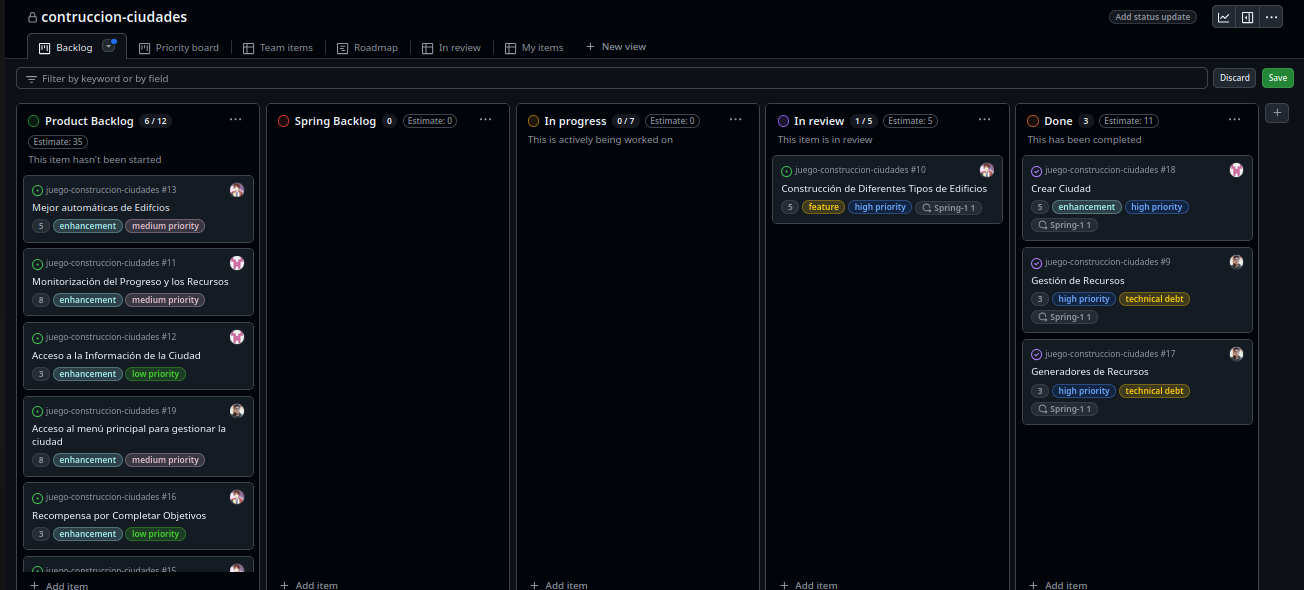 contruccion-ciudades
Add status update
Backlog
Priority board
Team items
Roadmap
In review
My items
New view
Filter by keyword or by field
Discard
Save
Product Backlog 6 / 12
Estimate: 35
This item hasn't been started
juego-construccion-ciudades #13
Mejor automáticas de Edifcios
5 enhancement medium priority
juego-construccion-ciudades #11
Monitorización del Progreso y los Recursos
8 enhancement medium priority
juego-construccion-ciudades #12
Acceso a la Información de la Ciudad
3 enhancement low priority
juego-construccion-ciudades #19
Acceso al menú principal para gestionar la
ciudad
8 enhancement medium priority
juego-construccion-ciudades #16
Recompensa por Completar Objetivos
3 enhancement low priority
juego-construccion-ciudades #15
Add item
Spring Backlog 0 Estimate: 0
Add item
In progress 0 / 7 Estimate: 0
This is actively being worked on
Add item
In review 1 / 5 Estimate: 5
This item is in review
juego-construccion-ciudades #10
Construcción de Diferentes Tipos de Edificios
5 feature high priority Spring-1 1
Add item
Done 3 Estimate: 11
This has been completed
juego-construccion-ciudades #18
Crear Ciudad
5 enhancement high priority
Spring-1 1
juego-construccion-ciudades #9
Gestión de Recursos
3 high priority technical debt
Spring-1 1
juego-construccion-ciudades #17
Generadores de Recursos
3 high priority technical debt
Spring-1 1
Add item